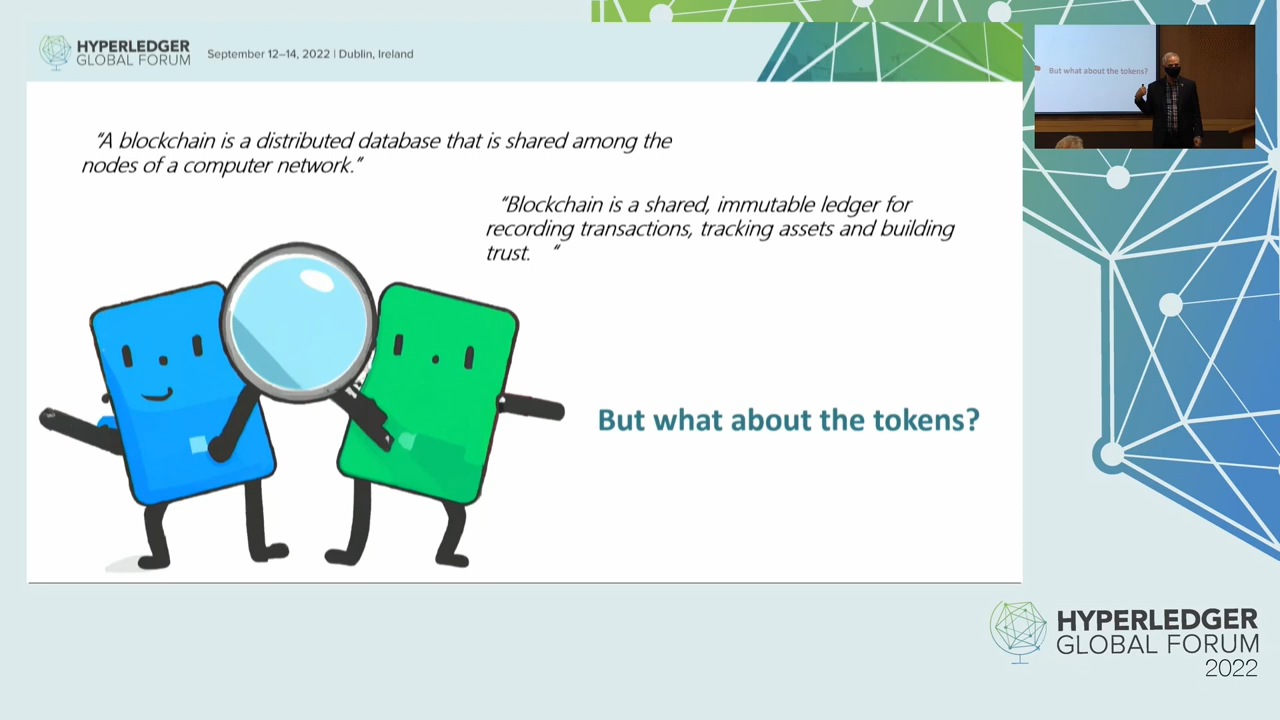 HYPERLEDGER
GLOBAL FORUM
September 12–14, 2022 | Dublin, Ireland
But what about the tokens?
“A blockchain is a distributed database that is shared among the
nodes of a computer network.”
“Blockchain is a shared, immutable ledger for
recording transactions, tracking assets and building
trust. “
But what about the tokens?
HYPERLEDGER
GLOBAL FORUM
2022